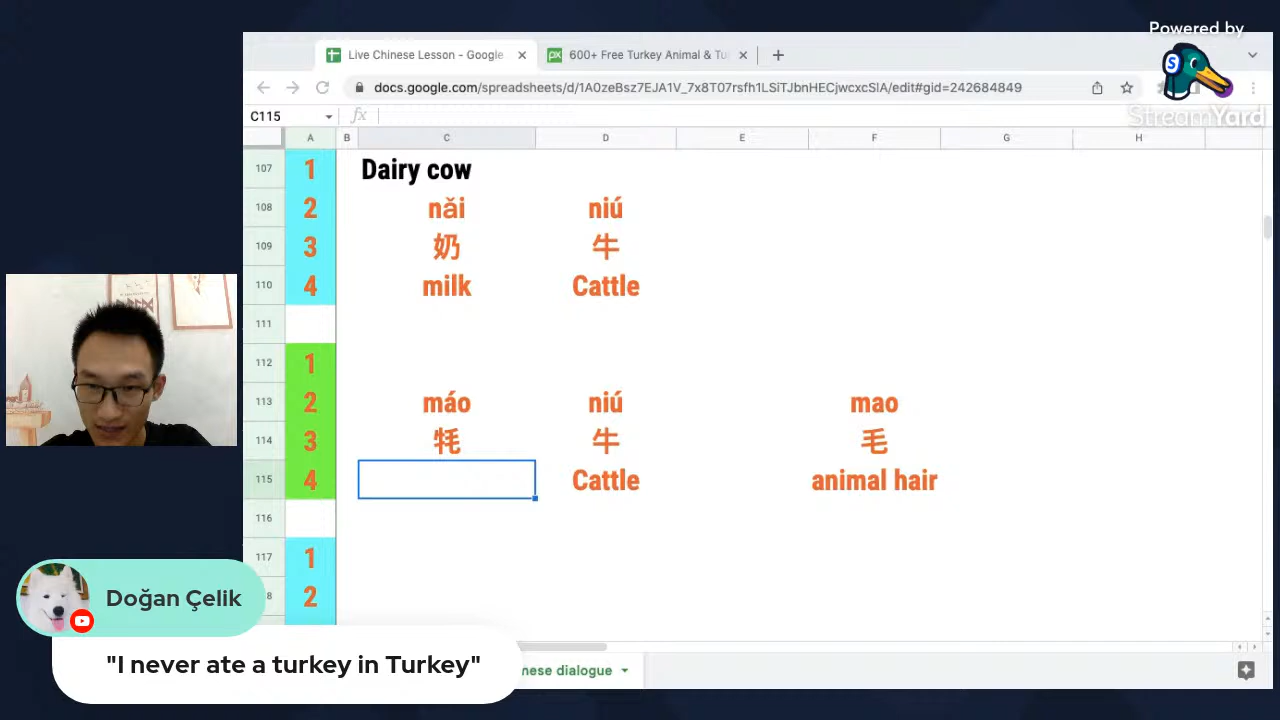 Powered by
StreamYard
Live Chinese Lesson - Google
600+ Free Turkey Animal & Tu
docs.google.com/spreadsheets/d/1A0zeBsz7EJA1V_7x8T07rsfh1LSiTJbnHECjwcxcSlA/edit#gid=242684849
C115
fx
A B C D E F G H
107 1 Dairy cow
108 2 nǎi niú
109 3 奶 牛
110 4 milk Cattle
111
112 1
113 2 máo niú mao
114 3 牦 牛 毛
115 4 Cattle animal hair
116
117 1
8 2
Doğan Çelik
"I never ate a turkey in Turkey"
nese dialogue